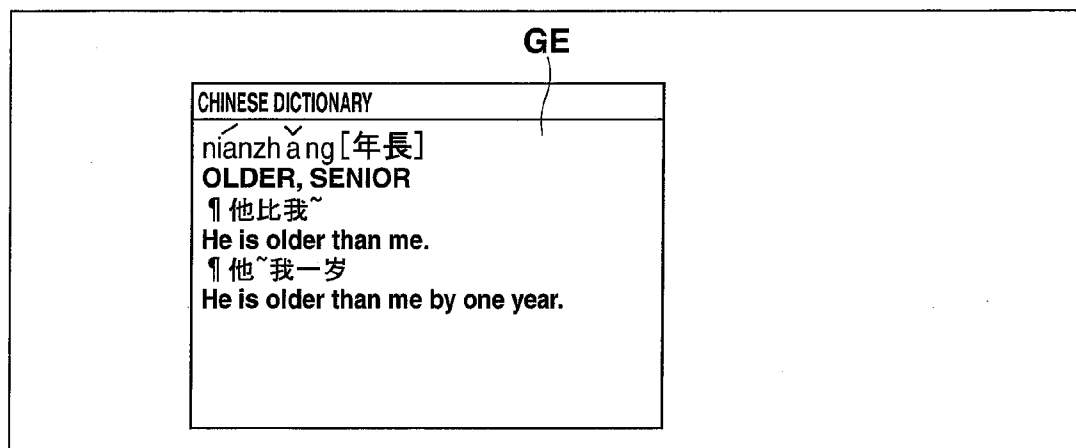 GE
CHINESE DICTIONARY
niánzhǎng[年長]
OLDER, SENIOR
¶他比我~
He is older than me.
¶他~我一岁
He is older than me by one year.